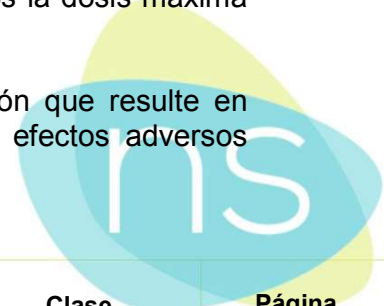 s la dosis máxima
ón que resulte en
efectos adversos
ns
Clase Página